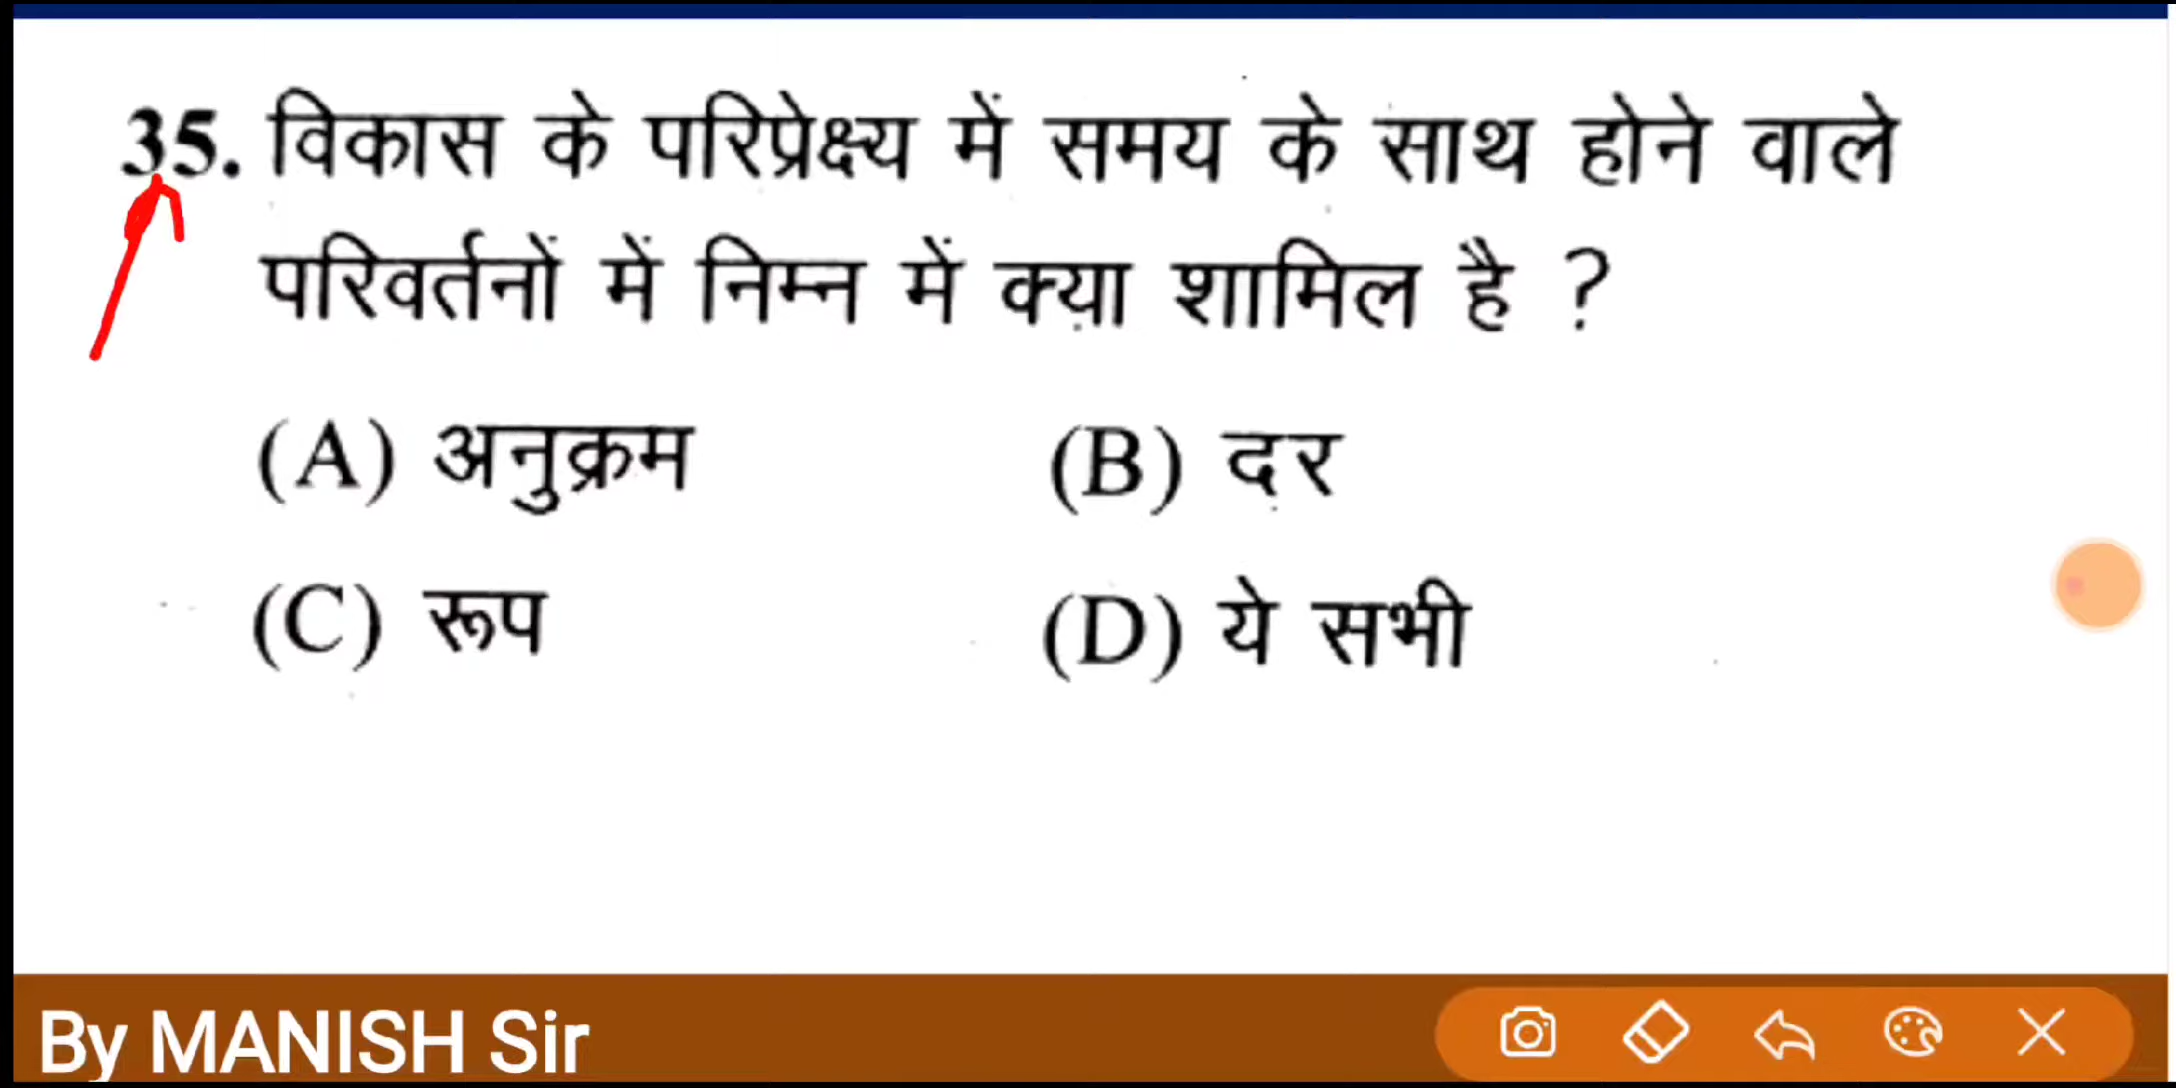 35. विकास के परिप्रेक्ष्य में समय के साथ होने वाले
परिवर्तनों में निम्न में क्या शामिल है ?
(A) अनुक्रम (B) दर
(C) रूप (D) ये सभी
By MANISH Sir